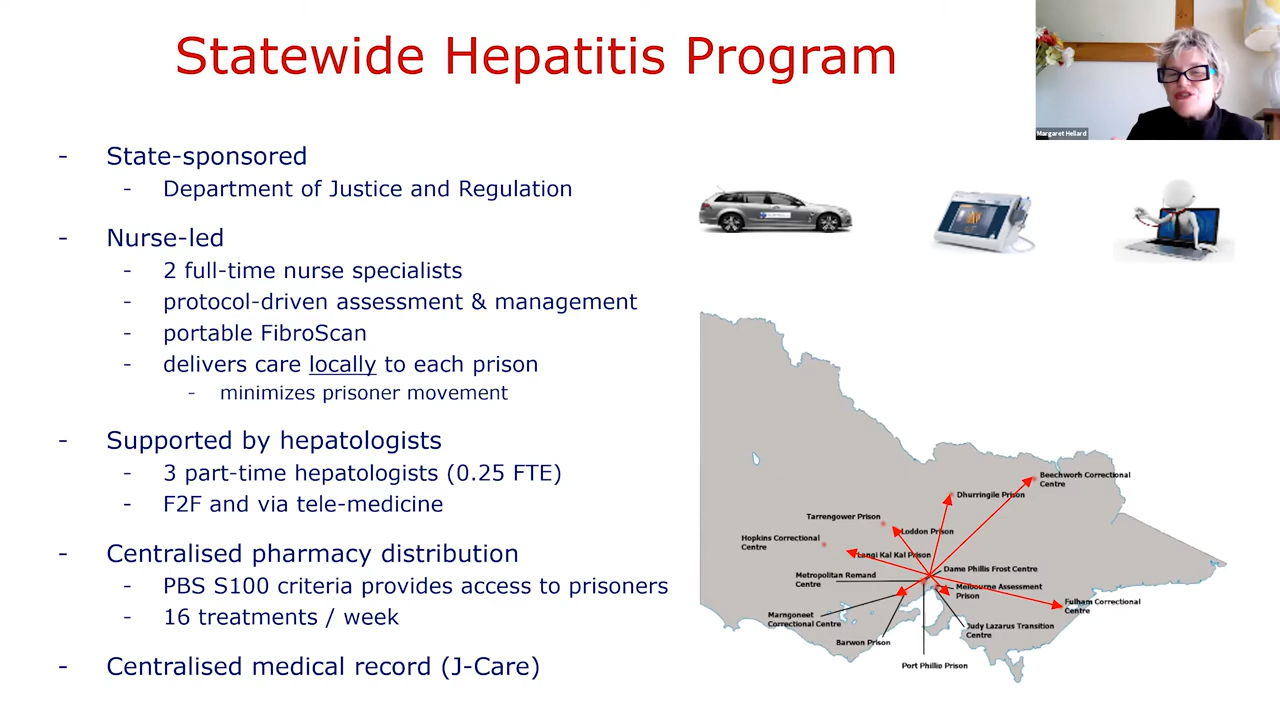 Statewide Hepatitis Program
Margaret Hellard
- State-sponsored
- Department of Justice and Regulation
- Nurse-led
- 2 full-time nurse specialists
- protocol-driven assessment & management
- portable FibroScan
- delivers care locally to each prison
- minimizes prisoner movement
- Supported by hepatologists
- 3 part-time hepatologists (0.25 FTE)
- F2F and via tele-medicine
- Centralised pharmacy distribution
- PBS S100 criteria provides access to prisoners
- 16 treatments / week
- Centralised medical record (J-Care)
Beechworh Correctional
Centre
Dhurringile Prison
Tarrengower Prison
Loddon Prison
Hopkins Correctional
Centre
Langi Kal Kal Prison
Dame Phillis Frost Centre
Metropolitan Remand
Centre
Melbourne Assessment
Prison
Fulham Correctional
Centre
Marngoneet
Correctional Centre
Judy Lazarus Transition
Centre
Barwon Prison
Port Phillip Prison